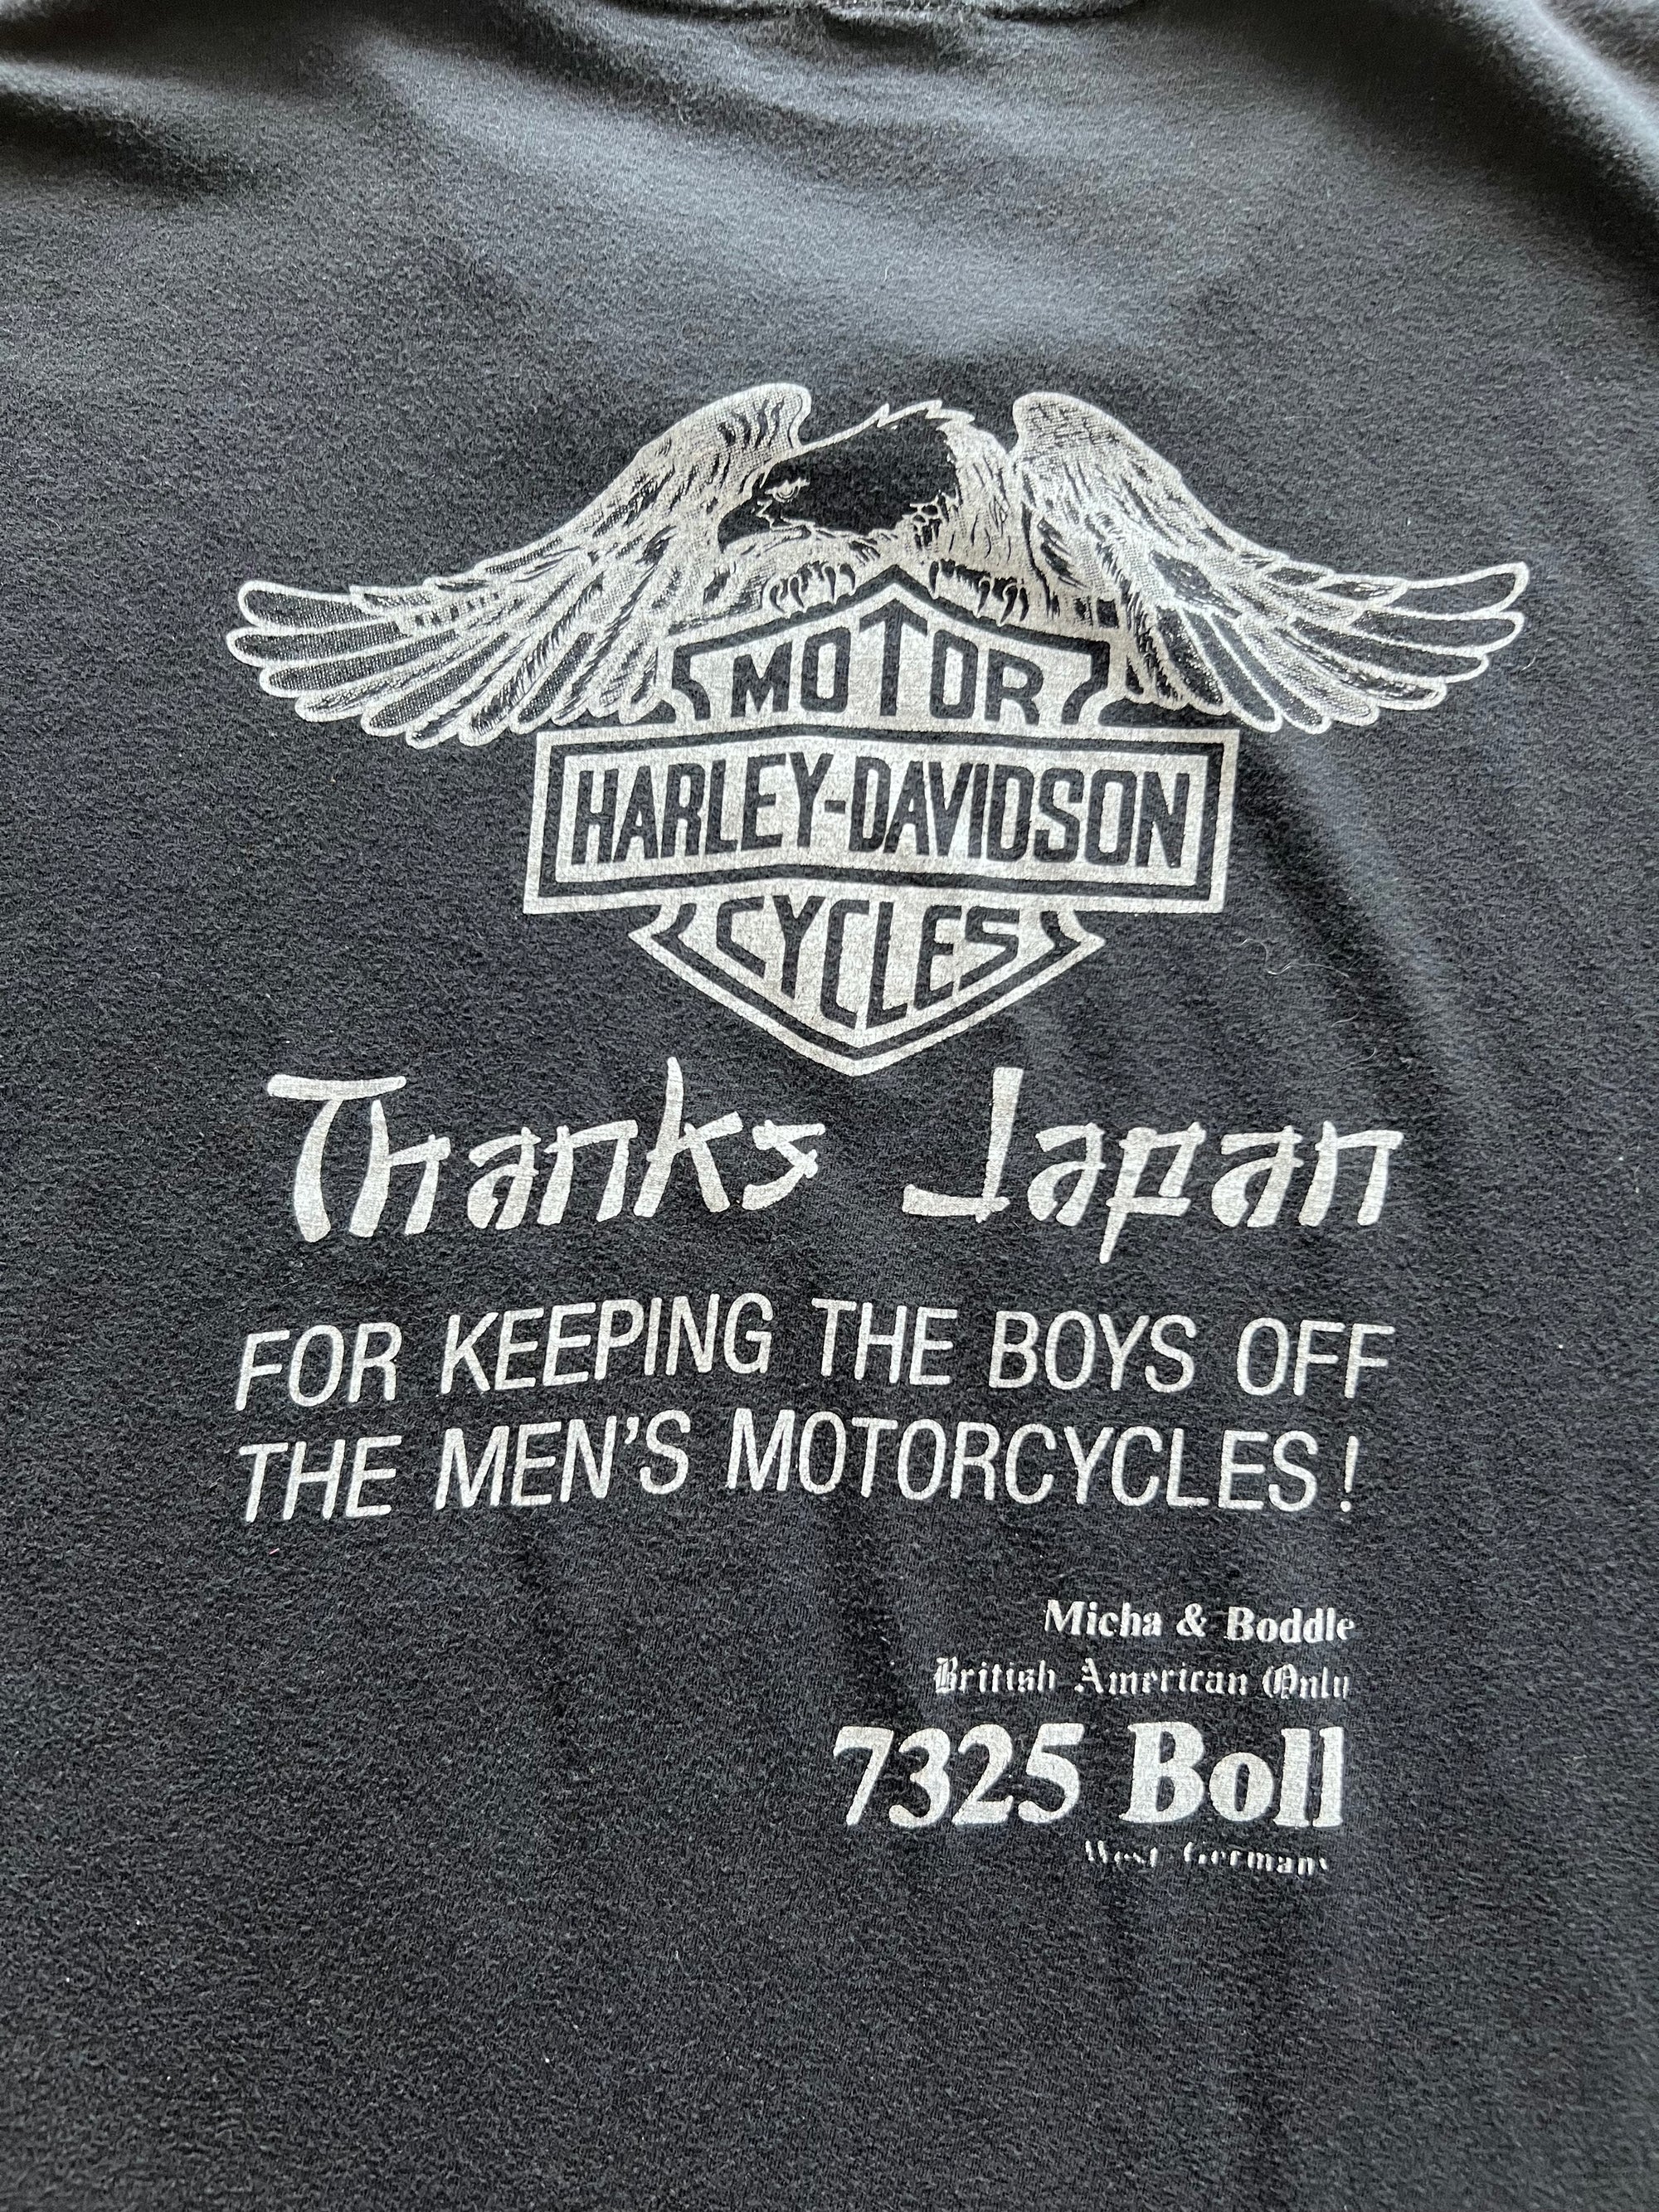 MOTOR
HARLEY-DAVIDSON
CYCLES
Thanks Japan
FOR KEEPING THE BOYS OFF
THE MEN'S MOTORCYCLES!
Micha & Boddle
British American Only
7325 Boll
West Germany